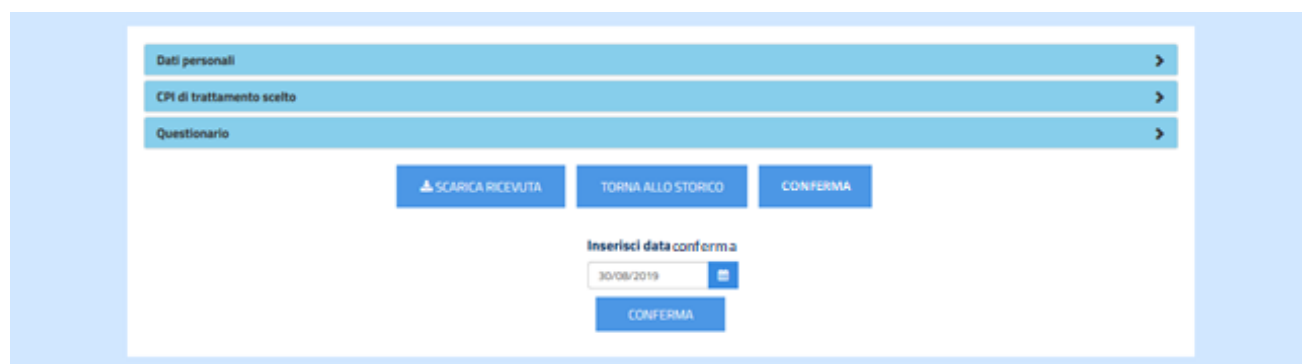 Dati personali
CPI di trattamento scelto
Questionario
SCARICA RICEVUTA TORNA ALLO STORICO CONFERMA
Inserisci data conferma
30/08/2019
CONFERMA